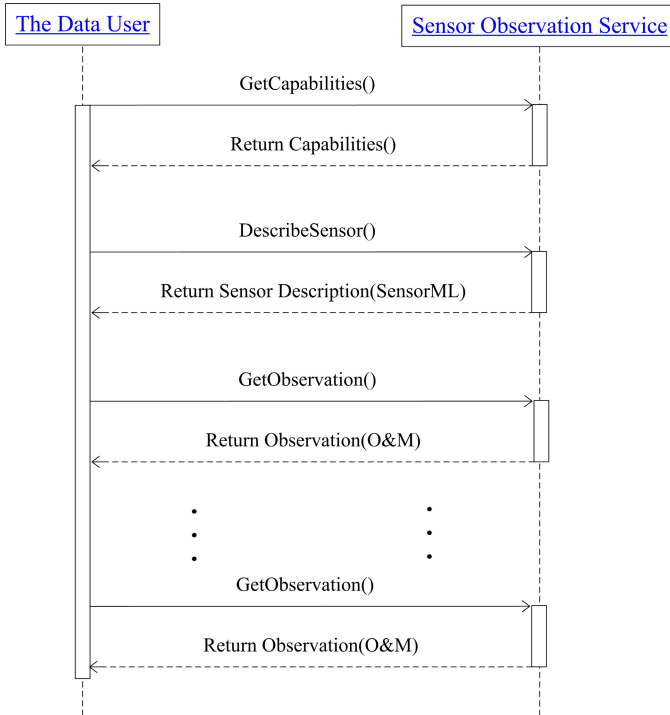 The Data User
Sensor Observation Service
GetCapabilities()
Return Capabilities()
DescribeSensor()
Return Sensor Description(SensorML)
GetObservation()
Return Observation(O&M)
GetObservation()
Return Observation(O&M)